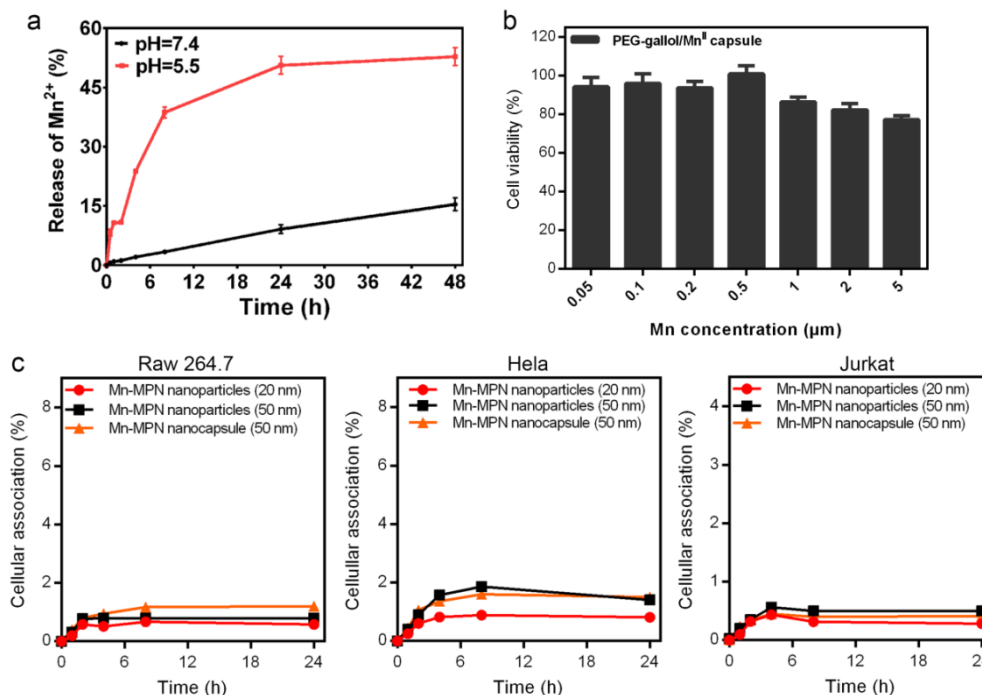 a
pH=7.4
pH=5.5
Release of Mn2+ (%)
60
45
30
15
0
0 6 12 18 24 30 36 42 48
Time (h)
b
PEG-gallol/MnII capsule
Cell viability (%)
120
100
80
60
40
20
0
0.05 0.1 0.2 0.5 1 2 5
Mn concentration (µm)
c
Raw 264.7
Mn-MPN nanoparticles (20 nm)
Mn-MPN nanoparticles (50 nm)
Mn-MPN nanocapsule (50 nm)
Cellular association (%)
8
6
4
2
0
0 6 12 18 24
Time (h)
Hela
Mn-MPN nanoparticles (20 nm)
Mn-MPN nanoparticles (50 nm)
Mn-MPN nanocapsule (50 nm)
Cellular association (%)
8
6
4
2
0
0 6 12 18 24
Time (h)
Jurkat
Mn-MPN nanoparticles (20 nm)
Mn-MPN nanoparticles (50 nm)
Mn-MPN nanocapsule (50 nm)
Cellullar association (%)
4
3
2
1
0
0 6 12 18 24
Time (h)